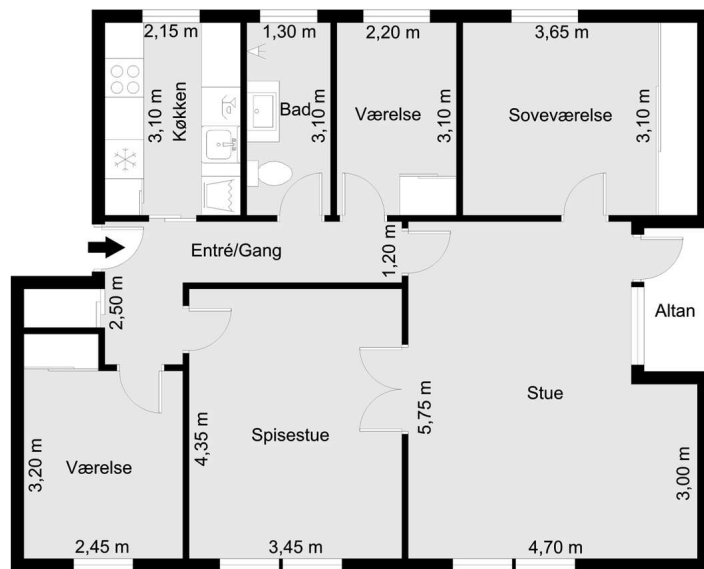 2,15 m
1,30 m
2,20 m
3,65 m
3,10 m
Køkken
Bad
3,10 m
Værelse
3,10 m
Soveværelse
3,10 m
Entré/Gang
1,20 m
2,50 m
Altan
Stue
5,75 m
Spisestue
4,35 m
Værelse
3,20 m
3,00 m
2,45 m
3,45 m
4,70 m